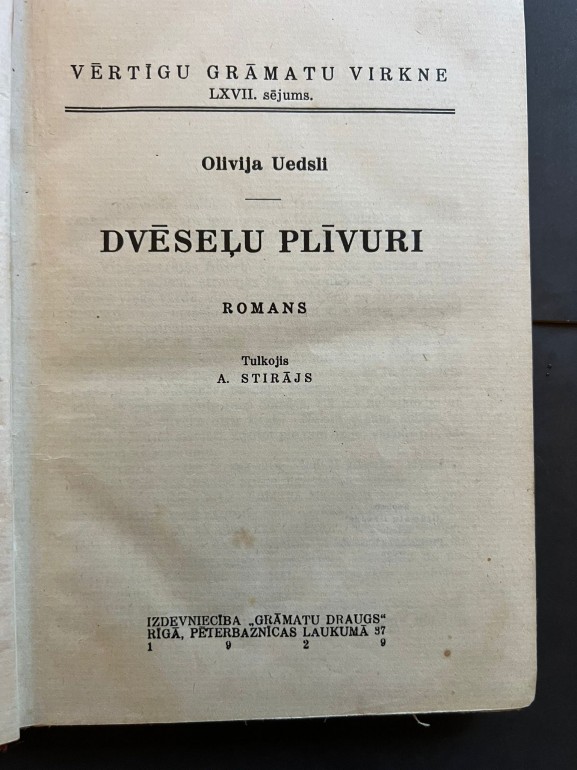 VĒRTĪGU GRĀMATU VIRKNE
LXVII. sējums.
Olivija Uedsli
DVĒSEĻU PLĪVURI
ROMANS
Tulkojis
A. STIRĀJS
IZDEVNIECĪBA „GRĀMATU DRAUGS“
RĪGĀ, PĒTERBAZNĪCAS LAUKUMĀ 37
1 9 2 9